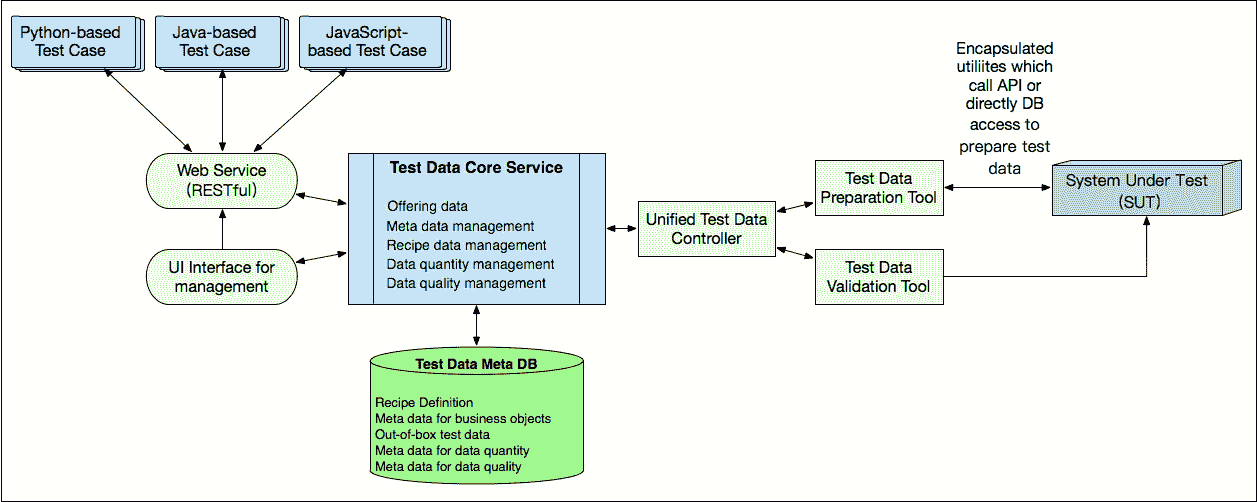 Python-based
Test Case
Java-based
Test Case
JavaScript-
based Test Case
Encapsulated
utiliites which
call API or
directly DB
access to
prepare test
data
Web Service
(RESTful)
Test Data Core Service
Offering data
Meta data management
Recipe data management
Data quantity management
Data quality management
UI Interface for
management
Unified Test Data
Controller
Test Data
Preparation Tool
System Under Test
(SUT)
Test Data
Validation Tool
Test Data Meta DB
Recipe Definition
Meta data for business objects
Out-of-box test data
Meta data for data quantity
Meta data for data quality